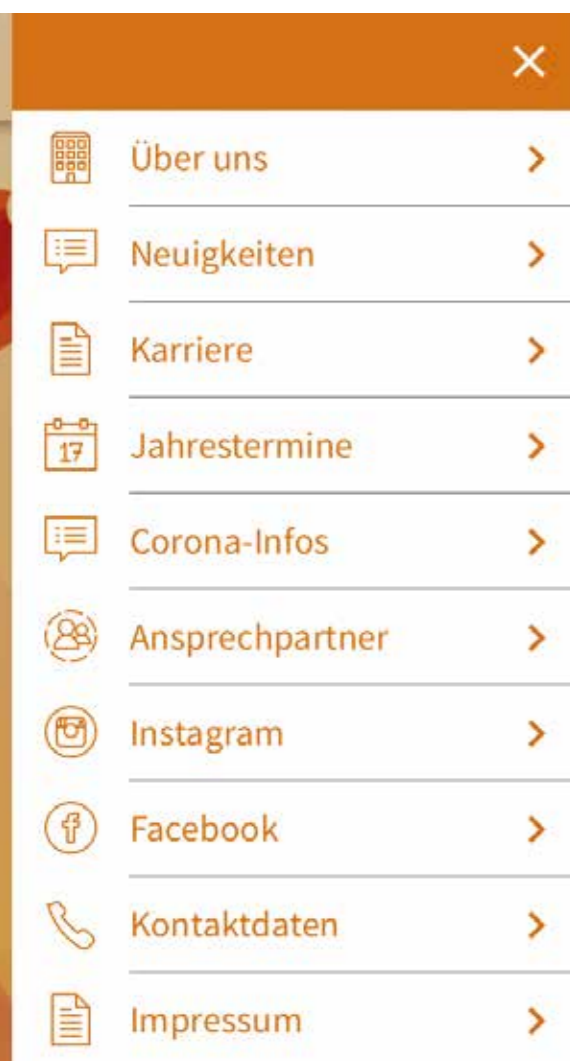 Über uns
Neuigkeiten
Karriere
17
Jahrestermine
Corona-Infos
Ansprechpartner
Instagram
Facebook
Kontaktdaten
Impressum